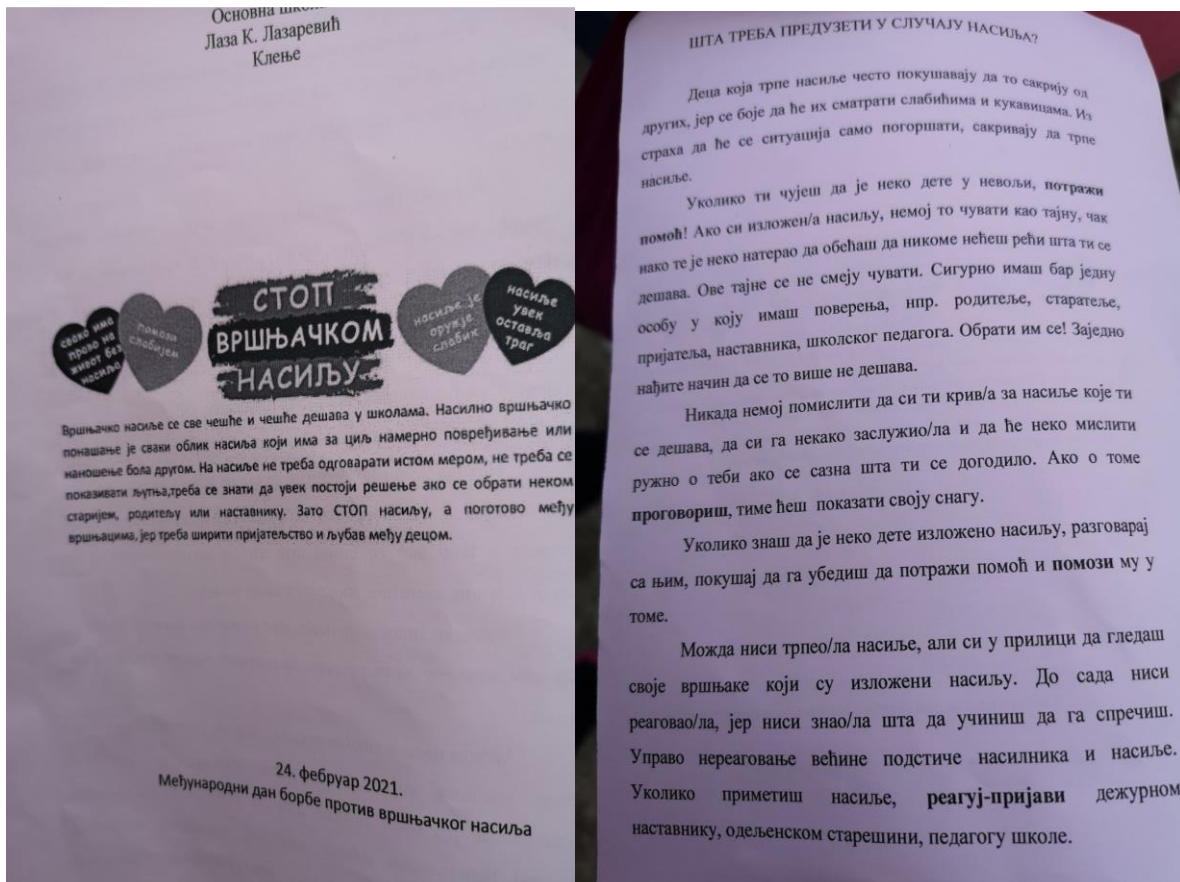 Основна школа
Лаза К. Лазаревић
Клење
свако има
право на
живот без
насиља
помози
слабијем
СТОП
ВРШЊАЧКОМ
НАСИЉУ
насиље је
оружје
слабих
насиље
увек
оставља
траг
Вршњачко насиље се све чешће и чешће дешава у школама. Насилно вршњачко
понашање је сваки облик насиља који има за циљ намерно повређивање или
наношење бола другом. На насиље не треба одговарати истом мером, не треба се
показивати љутња,треба се знати да увек постоји решење ако се обрати неком
старијем, родитељу или наставнику. Зато СТОП насиљу, а поготово међу
вршњацима, јер треба ширити пријатељство и љубав међу децом.
24. фебруар 2021.
Међународни дан борбе против вршњачког насиља
ШТА ТРЕБА ПРЕДУЗЕТИ У СЛУЧАЈУ НАСИЉА?
Деца која трпе насиље често покушавају да то сакрију од
других, јер се боје да ће их сматрати слабићима и кукавицама. Из
страха да ће се ситуација само погоршати, сакривају да трпе
насиље.
Уколико ти чујеш да је неко дете у невољи, потражи
помоћ! Ако си изложен/а насиљу, немој то чувати као тајну, чак
иако те је неко натерао да обећаш да никоме нећеш рећи шта ти се
дешава. Ове тајне се не смеју чувати. Сигурно имаш бар једну
особу у коју имаш поверења, нпр. родитеље, старатеље,
пријатеља, наставника, школског педагога. Обрати им се! Заједно
нађите начин да се то више не дешава.
Никада немој помислити да си ти крив/а за насиље које ти
се дешава, да си га некако заслужио/ла и да ће неко мислити
ружно о теби ако се сазна шта ти се догодило. Ако о томе
проговориш, тиме ћеш показати своју снагу.
Уколико знаш да је неко дете изложено насиљу, разговарај
са њим, покушај да га убедиш да потражи помоћ и помози му у
томе.
Можда ниси трпео/ла насиље, али си у прилици да гледаш
своје вршњаке који су изложени насиљу. До сада ниси
реаговао/ла, јер ниси знао/ла шта да учиниш да га спречиш.
Управо нереаговање већине подстиче насилника и насиље.
Уколико приметиш насиље, реагуј-пријави дежурном
наставнику, одељенском старешини, педагогу школе.